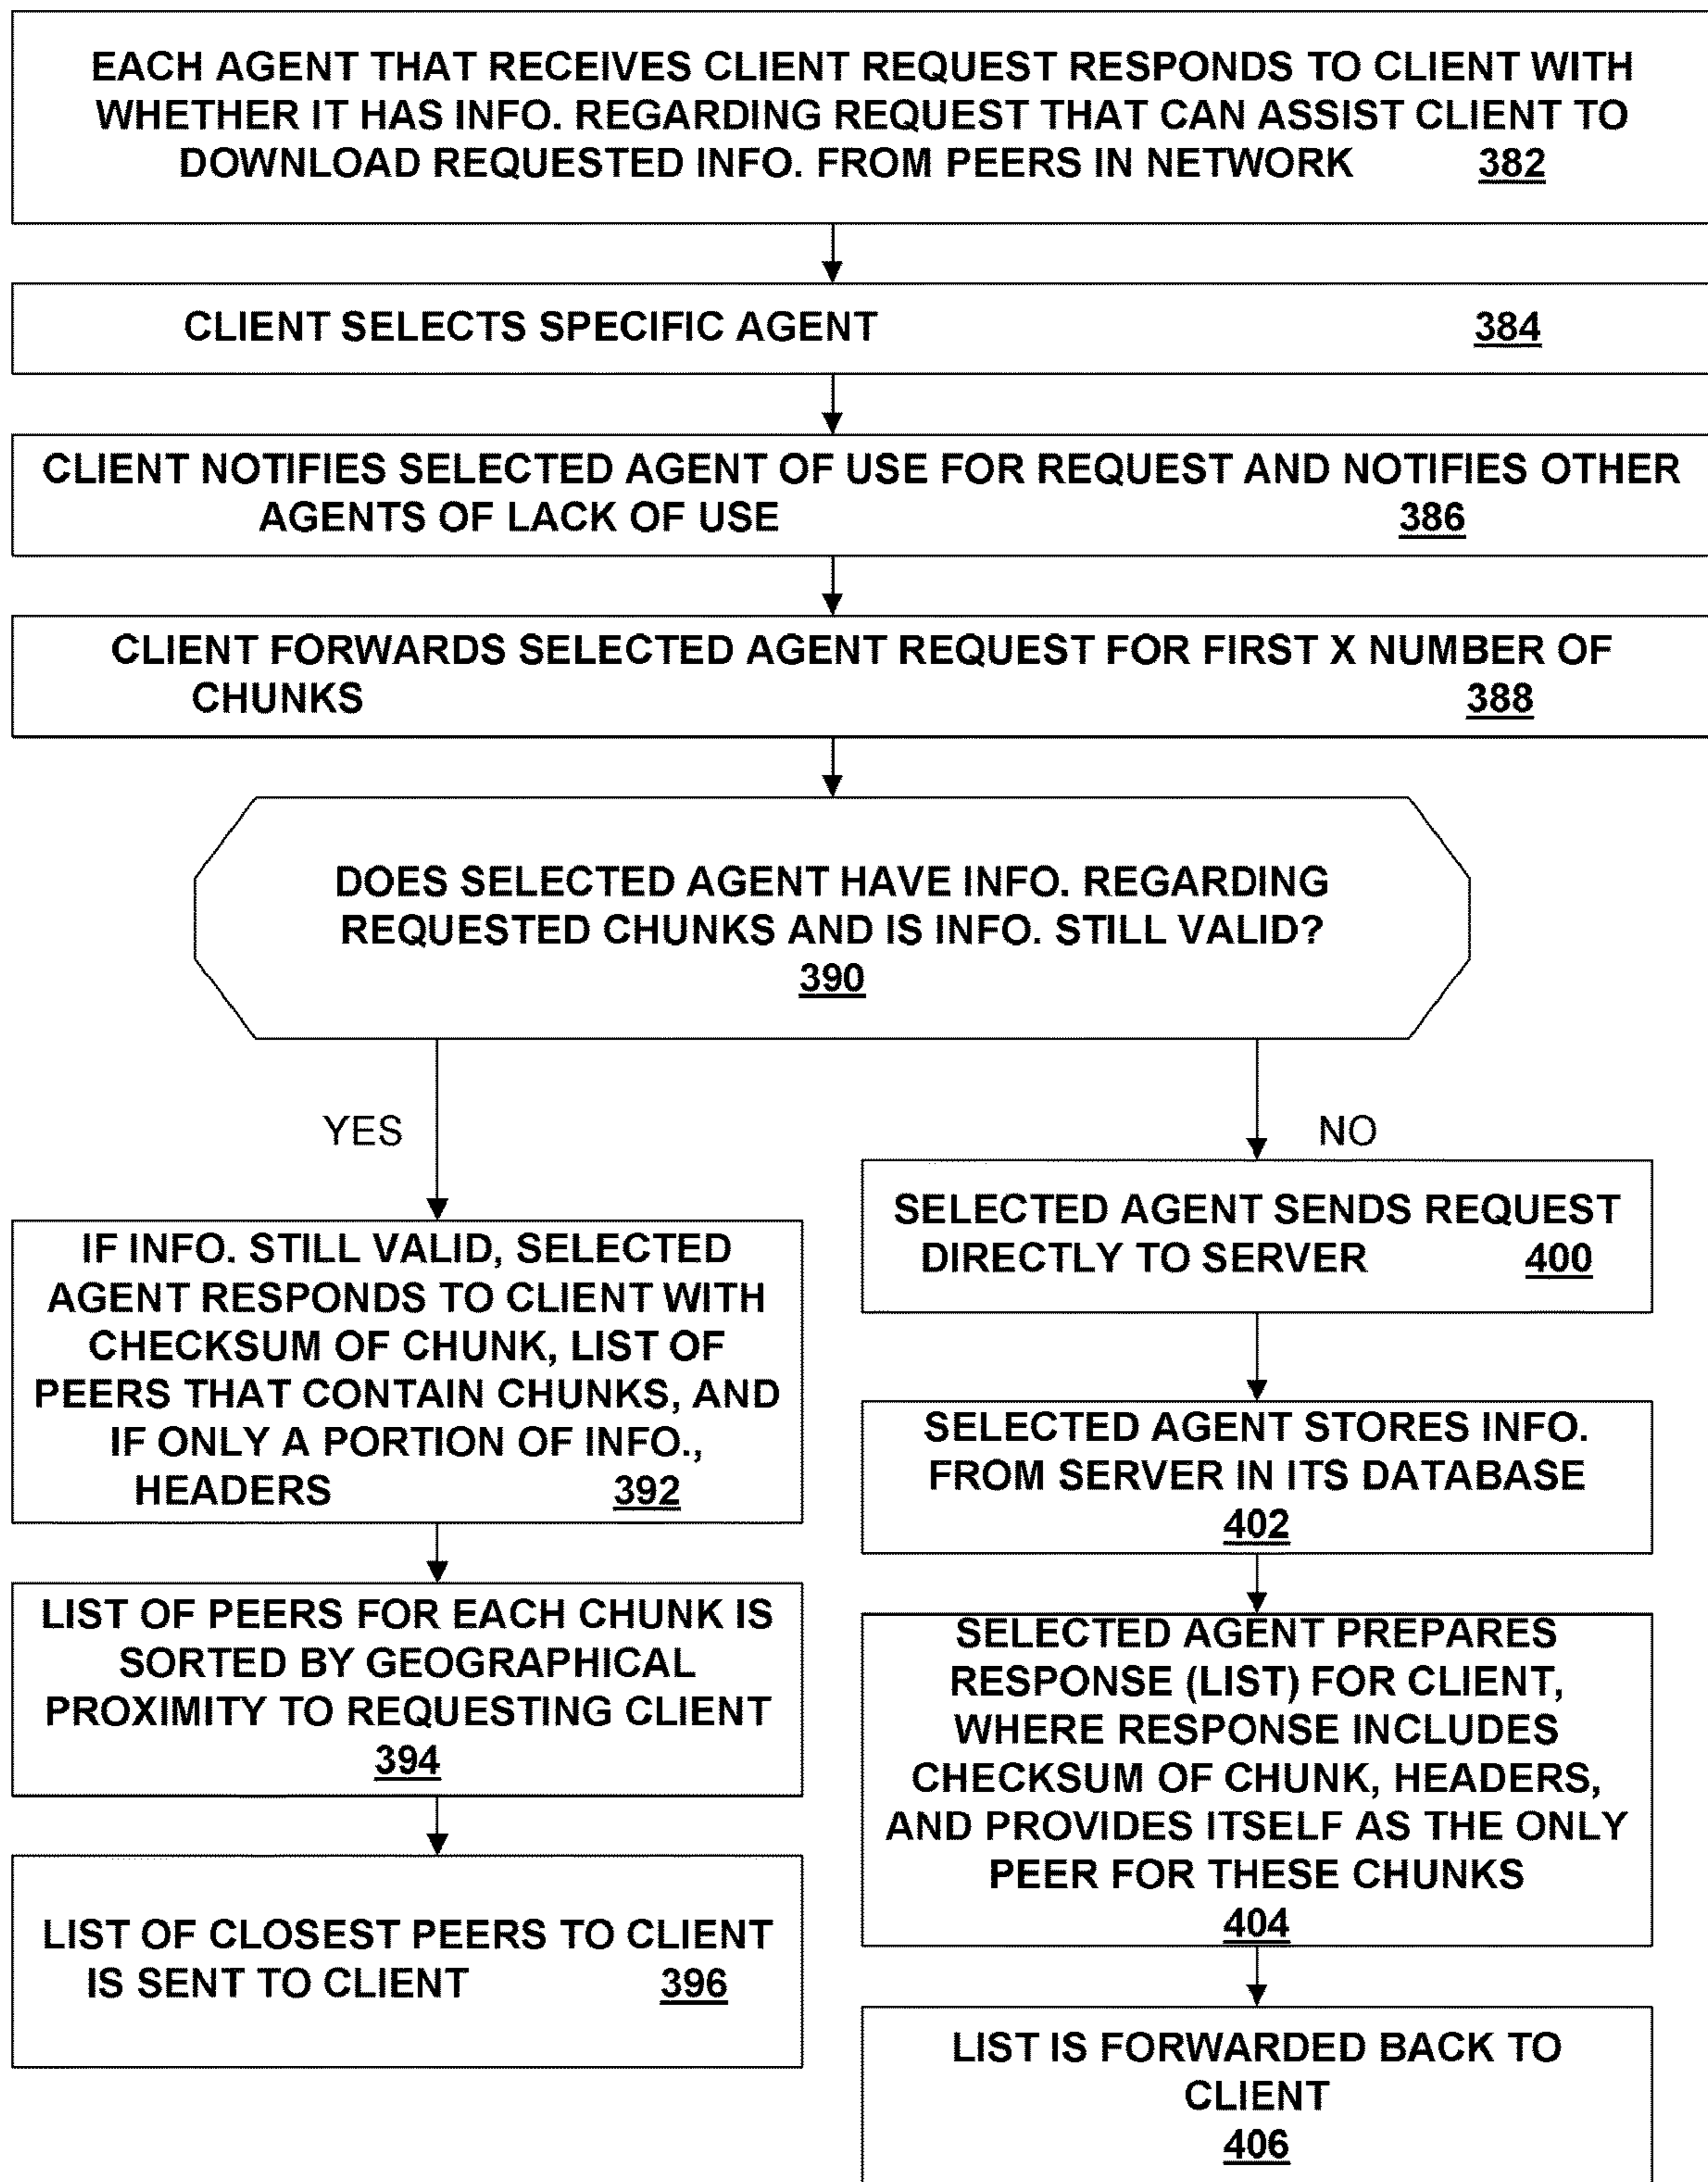 EACH AGENT THAT RECEIVES CLIENT REQUEST RESPONDS TO CLIENT WITH
WHETHER IT HAS INFO. REGARDING REQUEST THAT CAN ASSIST CLIENT TO
DOWNLOAD REQUESTED INFO. FROM PEERS IN NETWORK 382
CLIENT SELECTS SPECIFIC AGENT 384
CLIENT NOTIFIES SELECTED AGENT OF USE FOR REQUEST AND NOTIFIES OTHER
AGENTS OF LACK OF USE 386
CLIENT FORWARDS SELECTED AGENT REQUEST FOR FIRST X NUMBER OF
CHUNKS 388
DOES SELECTED AGENT HAVE INFO. REGARDING
REQUESTED CHUNKS AND IS INFO. STILL VALID?
390
YES
IF INFO. STILL VALID, SELECTED
AGENT RESPONDS TO CLIENT WITH
CHECKSUM OF CHUNK, LIST OF
PEERS THAT CONTAIN CHUNKS, AND
IF ONLY A PORTION OF INFO.,
HEADERS 392
LIST OF PEERS FOR EACH CHUNK IS
SORTED BY GEOGRAPHICAL
PROXIMITY TO REQUESTING CLIENT
394
LIST OF CLOSEST PEERS TO CLIENT
IS SENT TO CLIENT 396
NO
SELECTED AGENT SENDS REQUEST
DIRECTLY TO SERVER 400
SELECTED AGENT STORES INFO.
FROM SERVER IN ITS DATABASE
402
SELECTED AGENT PREPARES
RESPONSE (LIST) FOR CLIENT,
WHERE RESPONSE INCLUDES
CHECKSUM OF CHUNK, HEADERS,
AND PROVIDES ITSELF AS THE ONLY
PEER FOR THESE CHUNKS
404
LIST IS FORWARDED BACK TO
CLIENT
406